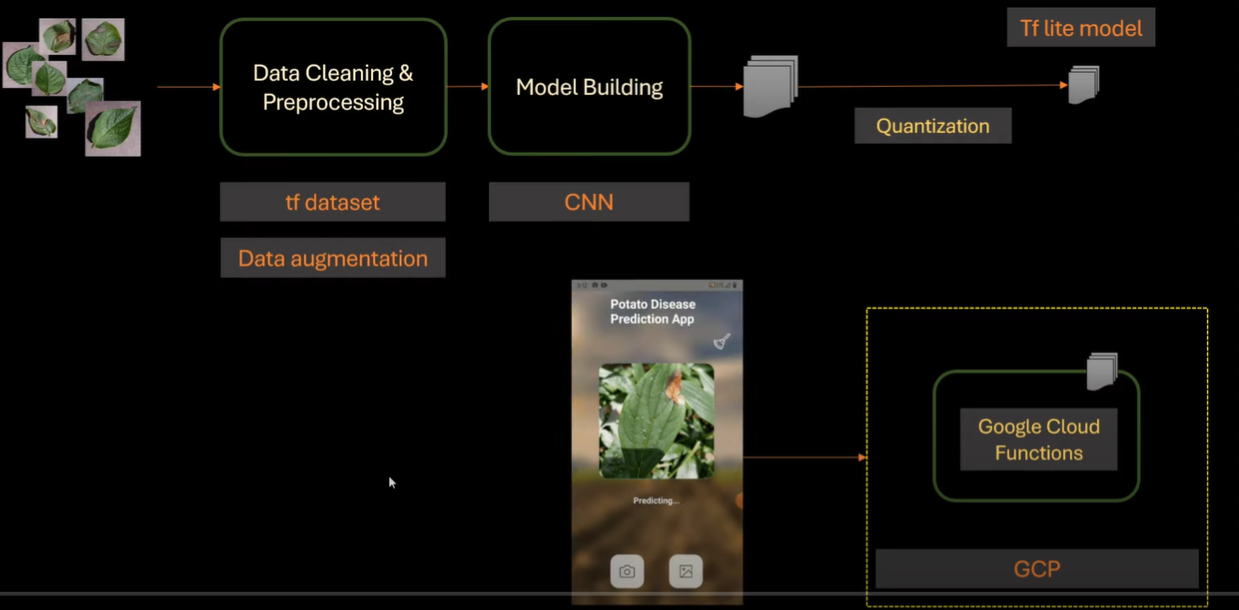 Tf lite model
Data Cleaning &
Preprocessing
Model Building
Quantization
tf dataset
CNN
Data augmentation
Potato Disease
Prediction App
Predicting...
Google Cloud
Functions
GCP